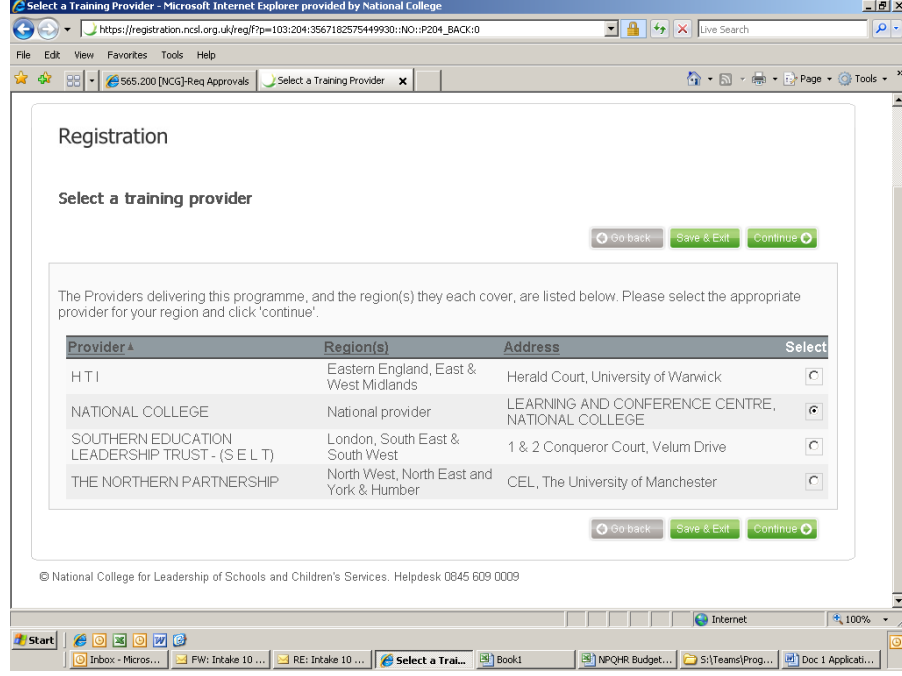 Select a Training Provider - Microsoft Internet Explorer provided by National College
https://registration.ncsl.org.uk/reg/f?p=103:204:3567182575449930::NO::P204_BACK:0
Live Search
File Edit View Favorites Tools Help
565.200 [NCG]-Req Approvals
Select a Training Provider
Page
Tools
Registration
Select a training provider
Go back
Save & Exit
Continue
The Providers delivering this programme, and the region(s) they each cover, are listed below. Please select the appropriate
provider for your region and click 'continue'.
Provider Region(s) Address Select
H T I
Eastern England, East &
West Midlands
Herald Court, University of Warwick
NATIONAL COLLEGE
National provider
LEARNING AND CONFERENCE CENTRE,
NATIONAL COLLEGE
SOUTHERN EDUCATION
LEADERSHIP TRUST - (S E L T)
London, South East &
South West
1 & 2 Conqueror Court, Velum Drive
THE NORTHERN PARTNERSHIP
North West, North East and
York & Humber
CEL, The University of Manchester
Go back
Save & Exit
Continue
© National College for Leadership of Schools and Children's Services. Helpdesk 0845 609 0009
Internet
100%
Start
Inbox - Micros...
FW: Intake 10 ...
RE: Intake 10 ...
Select a Trai...
Book1
NPQHR Budget...
S:\Teams\Prog...
Doc 1 Applicati...